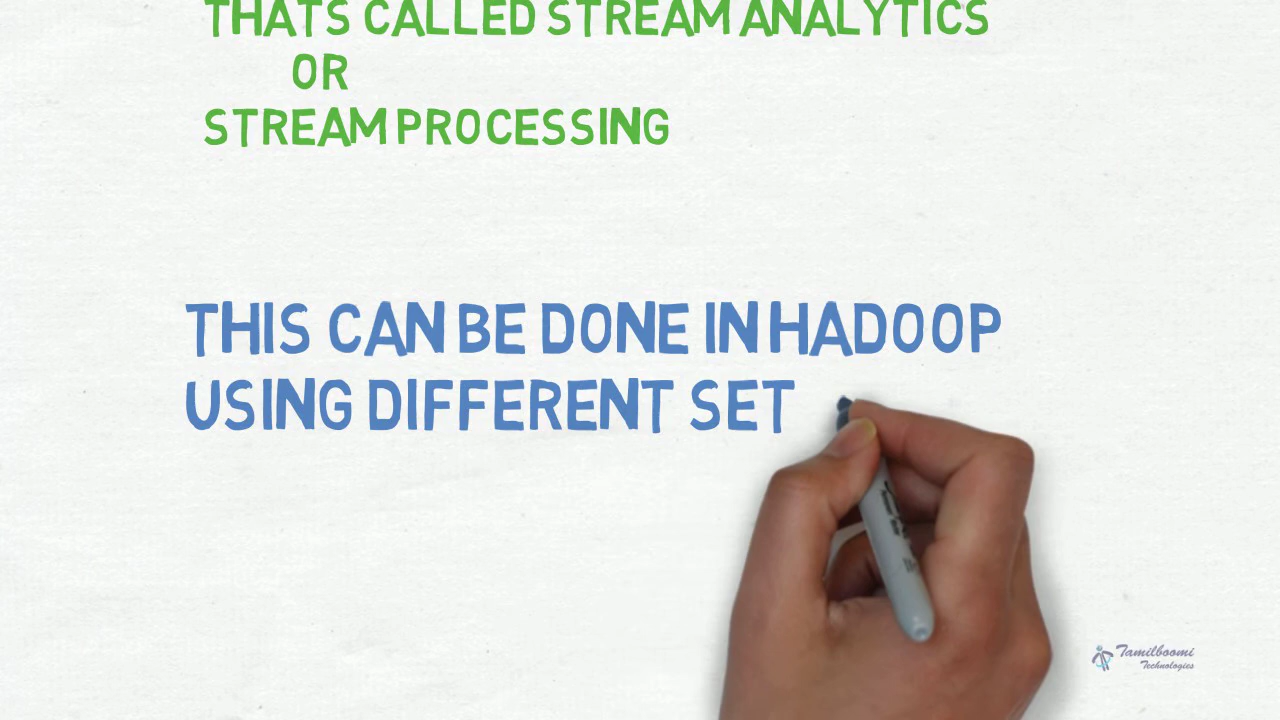 THATS CALLED STREAM ANALYTICS
OR
STREAM PROCESSING
THIS CAN BE DONE IN HADOOP
USING DIFFERENT SET
Tamilboomi
Technologies